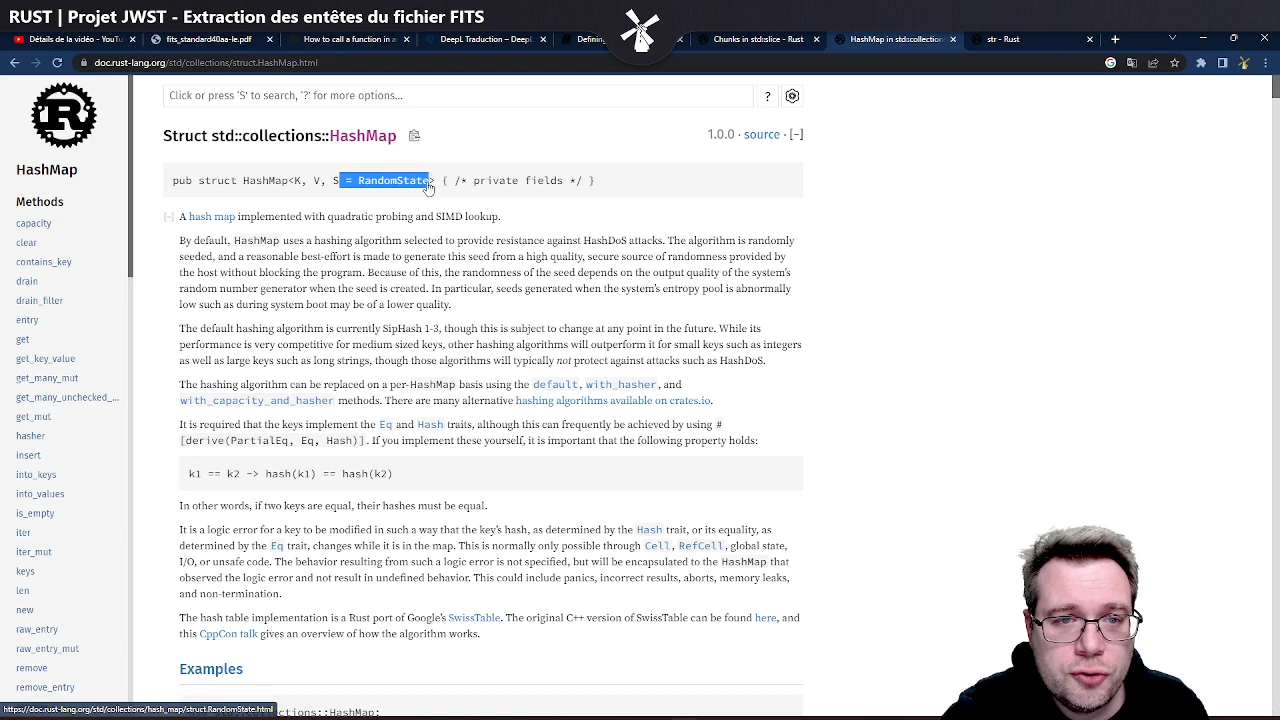 RUST | Projet JWST - Extraction des entêtes du fichier FITS
Détails de la vidéo - YouTu
fits_standard40aa-le.pdf
How to call a function in a
DeepL Translate – DeepL
Defining
Chunks in std::slice - Rust
HashMap in std::collection
str - Rust
doc.rust-lang.org/std/collections/struct.HashMap.html
Click or press 'S' to search, '?' for more options...
?
HashMap
Methods
capacity
clear
contains_key
drain
drain_filter
entry
get
get_key_value
get_many_mut
get_many_unchecked_...
get_mut
hasher
insert
into_keys
into_values
is_empty
iter
iter_mut
keys
len
new
raw_entry
raw_entry_mut
remove
remove_entry
Struct std::collections::HashMap
1.0.0 · source · [-]
pub struct HashMap<K, V, S = RandomState> { /* private fields */ }
[-] A hash map implemented with quadratic probing and SIMD lookup.
By default, HashMap uses a hashing algorithm selected to provide resistance against HashDoS attacks. The algorithm is randomly
seeded, and a reasonable best-effort is made to generate this seed from a high quality, secure source of randomness provided by
the host without blocking the program. Because of this, the randomness of the seed depends on the output quality of the system's
random number generator when the seed is created. In particular, seeds generated when the system's entropy pool is abnormally
low such as during system boot may be of a lower quality.
The default hashing algorithm is currently SipHash 1-3, though this is subject to change at any point in the future. While its
performance is very competitive for medium sized keys, other hashing algorithms will outperform it for small keys such as integers
as well as large keys such as long strings, though those algorithms will typically not protect against attacks such as HashDoS.
The hashing algorithm can be replaced on a per-HashMap basis using the default, with_hasher, and
with_capacity_and_hasher methods. There are many alternative hashing algorithms available on crates.io.
It is required that the keys implement the Eq and Hash traits, although this can frequently be achieved by using #
[derive(PartialEq, Eq, Hash)]. If you implement these yourself, it is important that the following property holds:
k1 == k2 -> hash(k1) == hash(k2)
In other words, if two keys are equal, their hashes must be equal.
It is a logic error for a key to be modified in such a way that the key's hash, as determined by the Hash trait, or its equality, as
determined by the Eq trait, changes while it is in the map. This is normally only possible through Cell, RefCell, global state,
I/O, or unsafe code. The behavior resulting from such a logic error is not specified, but will be encapsulated to the HashMap that
observed the logic error and not result in undefined behavior. This could include panics, incorrect results, aborts, memory leaks,
and non-termination.
The hash table implementation is a Rust port of Google's SwissTable. The original C++ version of SwissTable can be found here, and
this CppCon talk gives an overview of how the algorithm works.
Examples
collections::HashMap;
https://doc.rust-lang.org/std/collections/hash_map/struct.RandomState.html